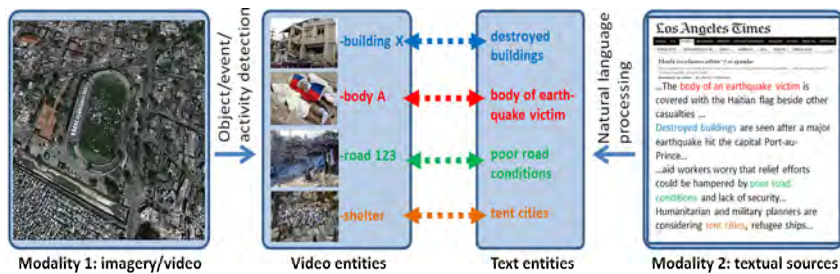 Object/event/
activity detection
-building X
-body A
-road 123
-shelter
destroyed
buildings
body of earth-
quake victim
poor road
conditions
tent cities
Natural language
processing
Los Angeles Times
...The body of an earthquake victim is
covered with the Haitian flag beside other
casualties ...
Destroyed buildings are seen after a major
earthquake hit the capital Port-au-
Prince...
...aid workers worry that relief efforts
could be hampered by poor road
conditions and lack of security...
Humanitarian and military planners are
considering tent cities, refugee ships...
Modality 1: imagery/video
Video entities
Text entities
Modality 2: textual sources